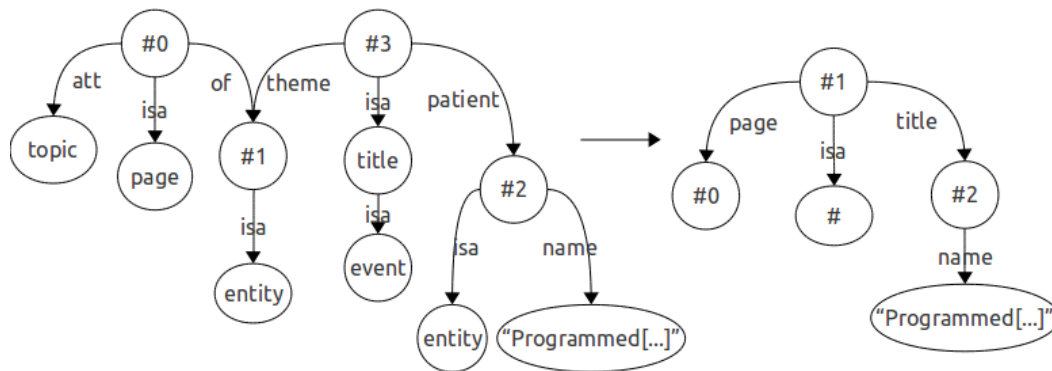 #0
#3
att
of
theme
isa
isa
patient
topic
page
#1
title
#2
isa
isa
event
isa
name
entity
entity
“Programmed[...]”
#1
page
isa
title
#0
#
#2
name
“Programmed[...]”